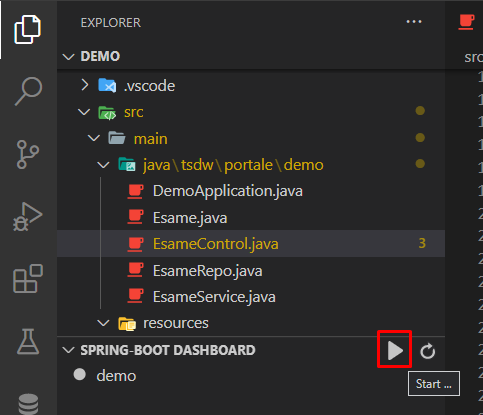 EXPLORER
...
DEMO
.vscode
src
src
main
java\tsdw\portale\demo
DemoApplication.java
Esame.java
EsameControl.java 3
EsameRepo.java
EsameService.java
resources
SPRING-BOOT DASHBOARD
demo
Start ...